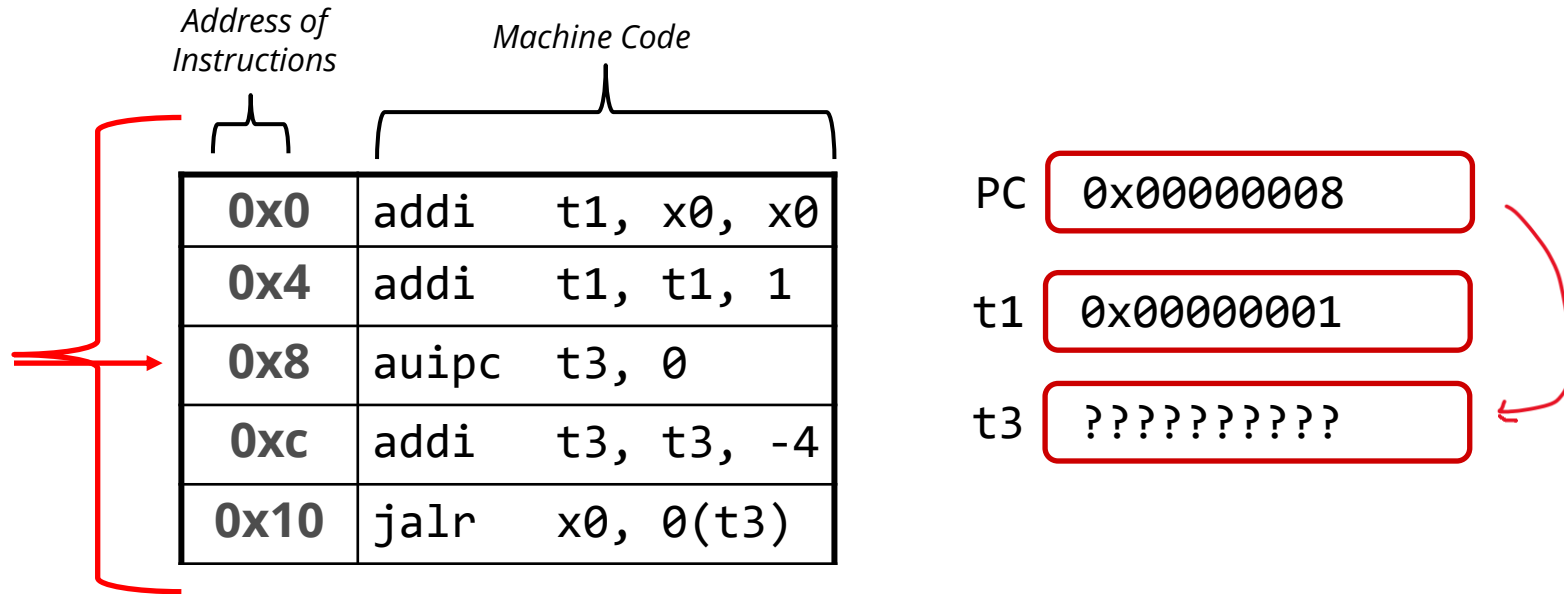 Address of
Instructions
Machine Code
0x0 addi t1, x0, x0
0x4 addi t1, t1, 1
0x8 auipc t3, 0
0xc addi t3, t3, -4
0x10 jalr x0, 0(t3)
PC 0x00000008
t1 0x00000001
t3 ??????????